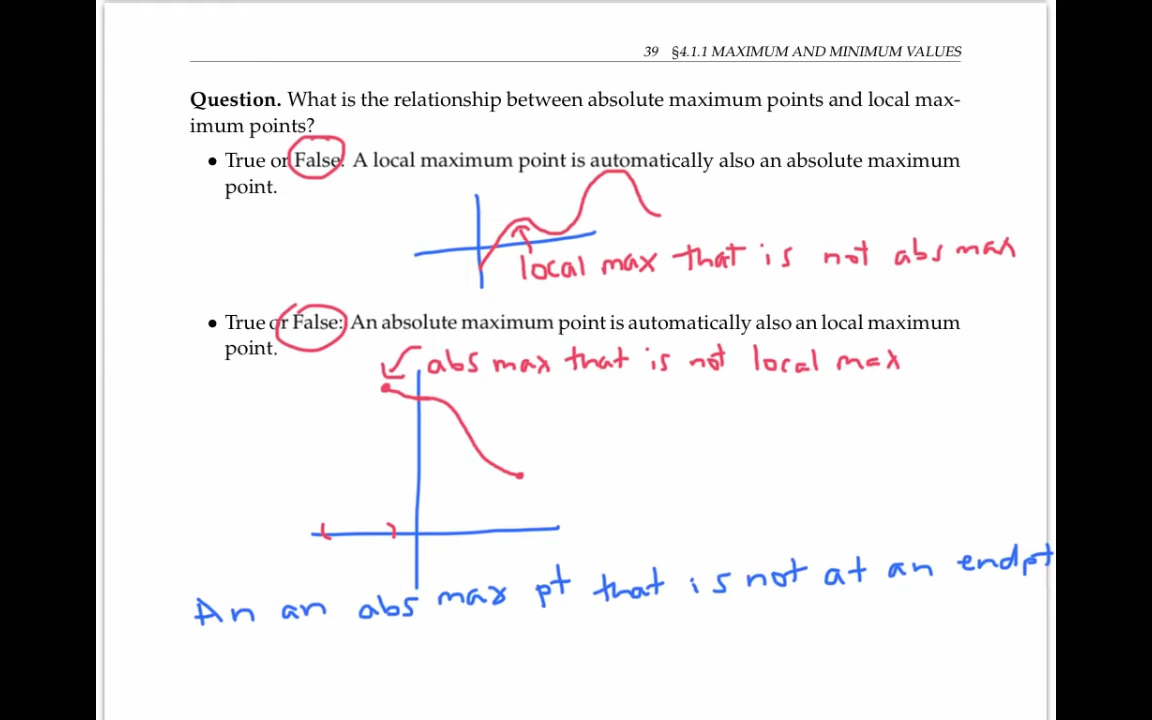 39 §4.1.1 MAXIMUM AND MINIMUM VALUES
Question. What is the relationship between absolute maximum points and local max-
imum points?
• True or False: A local maximum point is automatically also an absolute maximum
point.
local max that is not abs max
• True or False: An absolute maximum point is automatically also an local maximum
point.
abs max that is not local max
An an abs max pt that is not at an endpt